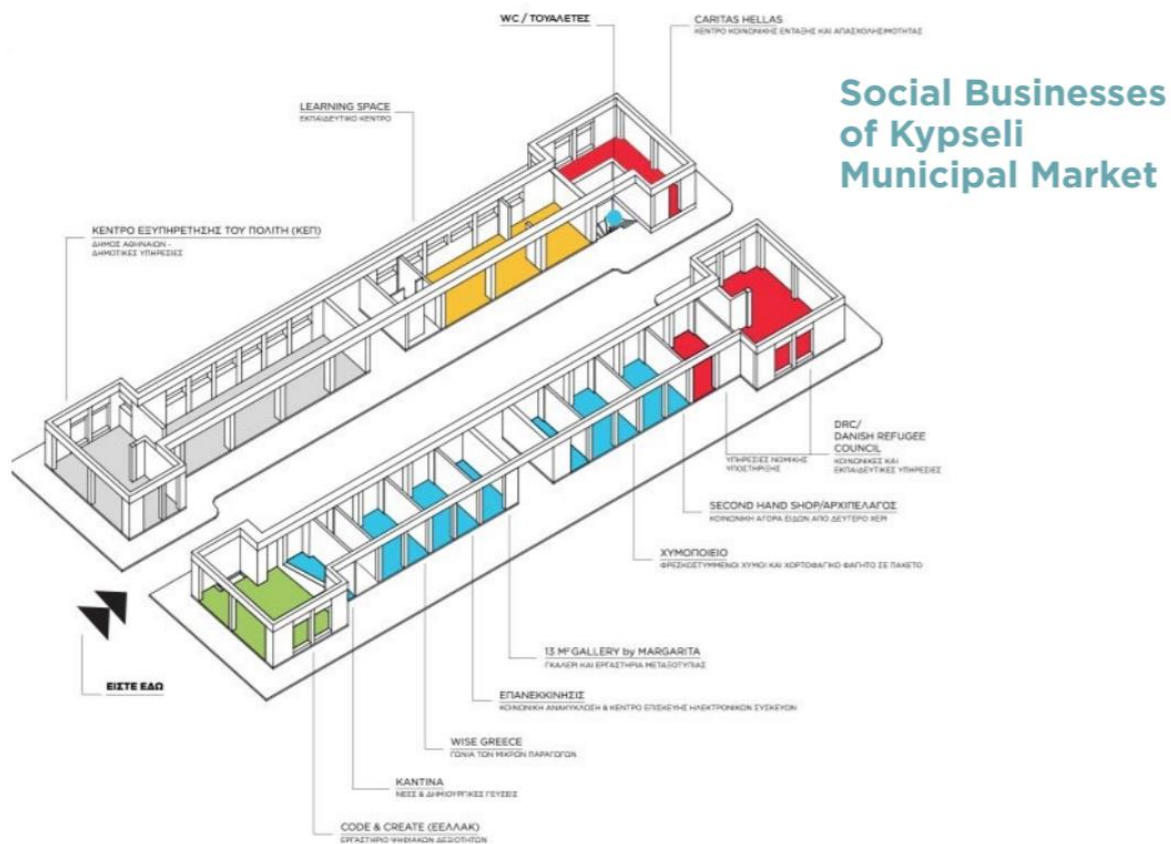 WC / ΤΟΥΑΛΕΤΕΣ
CARITAS HELLAS
ΚΕΝΤΡΟ ΚΟΙΝΩΝΙΚΗΣ ΕΝΤΑΞΗΣ ΚΑΙ ΑΠΑΣΧΟΛΗΣΙΜΟΤΗΤΑΣ
Social Businesses
of Kypseli
Municipal Market
LEARNING SPACE
ΕΚΠΑΙΔΕΥΤΙΚΟ ΚΕΝΤΡΟ
ΚΕΝΤΡΟ ΕΞΥΠΗΡΕΤΗΣΗΣ ΤΟΥ ΠΟΛΙΤΗ (ΚΕΠ)
ΔΗΜΟΣ ΑΘΗΝΑΙΩΝ -
ΔΗΜΟΤΙΚΕΣ ΥΠΗΡΕΣΙΕΣ
DRC/
DANISH REFUGEE
COUNCIL
ΚΟΙΝΩΝΙΚΕΣ ΚΑΙ
ΕΚΠΑΙΔΕΥΤΙΚΕΣ ΥΠΗΡΕΣΙΕΣ
ΥΠΗΡΕΣΙΕΣ ΝΟΜΙΚΗΣ
ΥΠΟΣΤΗΡΙΞΗΣ
SECOND HAND SHOP/ΑΡΧΙΠΕΛΑΓΟΣ
ΚΟΙΝΩΝΙΚΗ ΑΓΟΡΑ ΕΙΔΩΝ ΑΠΟ ΔΕΥΤΕΡΟ ΧΕΡΙ
ΧΥΜΟΠΟΙΕΙΟ
ΦΡΕΣΚΟΣΤΥΜΜΕΝΟΙ ΧΥΜΟΙ ΚΑΙ ΧΟΡΤΟΦΑΓΙΚΟ ΦΑΓΗΤΟ ΣΕ ΠΑΚΕΤΟ
13 M² GALLERY by MARGARITA
ΓΚΑΛΕΡΙ ΚΑΙ ΕΡΓΑΣΤΗΡΙΑ ΜΕΤΑΞΟΤΥΠΙΑΣ
ΕΠΑΝΕΚΚΙΝΗΣΙΣ
ΚΟΙΝΩΝΙΚΗ ΑΝΑΚΥΚΛΩΣΗ & ΚΕΝΤΡΟ ΕΠΙΣΚΕΥΗΣ ΗΛΕΚΤΡΟΝΙΚΩΝ ΣΥΣΚΕΥΩΝ
ΕΙΣΤΕ ΕΔΩ
WISE GREECE
ΓΩΝΙΑ ΤΩΝ ΜΙΚΡΩΝ ΠΑΡΑΓΩΓΩΝ
ΚΑΝΤΙΝΑ
ΝΕΕΣ & ΔΗΜΙΟΥΡΓΙΚΕΣ ΓΕΥΣΕΙΣ
CODE & CREATE (ΕΕΛΛΑΚ)
ΕΡΓΑΣΤΗΡΙΟ ΨΗΦΙΑΚΩΝ ΔΕΞΙΟΤΗΤΩΝ